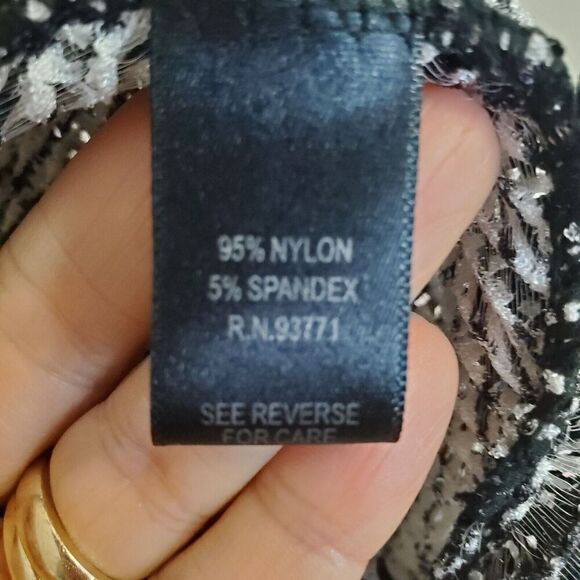 95% NYLON
5% SPANDEX
R.N.93771
SEE REVERSE
FOR CARE